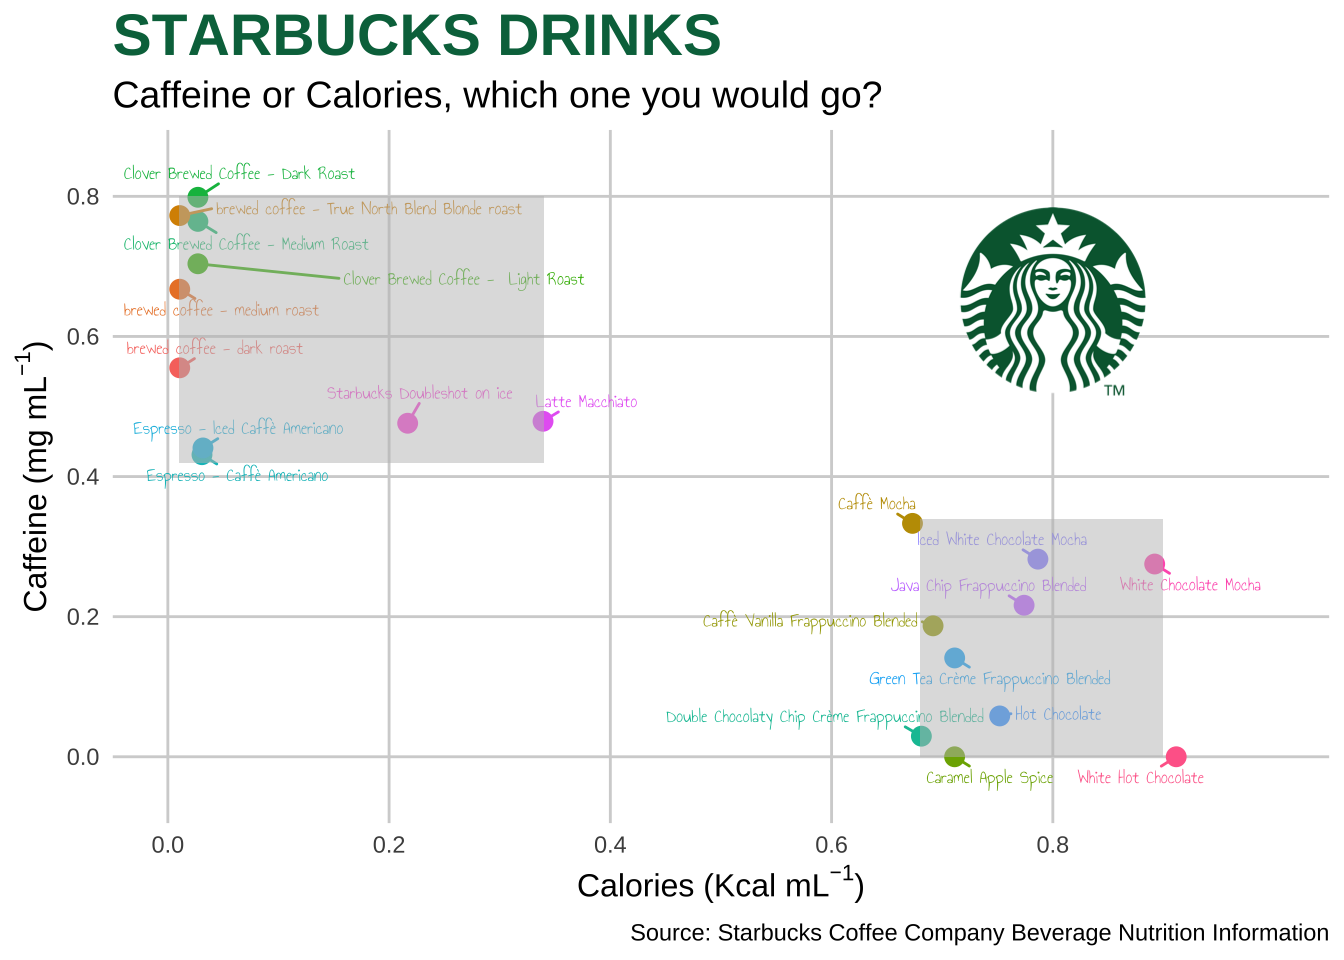 STARBUCKS DRINKS
Caffeine or Calories, which one you would go?
Clover Brewed Coffee - Dark Roast
0.8
brewed coffee - True North Blend Blonde roast
Clover Brewed Coffee - Medium Roast
Clover Brewed Coffee - Light Roast
brewed coffee - medium roast
0.6
brewed coffee - dark roast
Starbucks Doubleshot on ice
Latte Macchiato
TM
Espresso - Iced Caffè Americano
0.4
Espresso - Caffè Americano
Caffè Mocha
Iced White Chocolate Mocha
White Chocolate Mocha
Java Chip Frappuccino Blended
0.2
Caffè Vanilla Frappuccino Blended
Green Tea Crème Frappuccino Blended
Double Chocolaty Chip Crème Frappuccino Blended
Hot Chocolate
0.0
Caramel Apple Spice
White Hot Chocolate
Caffeine (mg mL⁻¹)
0.0 0.2 0.4 0.6 0.8
Calories (Kcal mL⁻¹)
Source: Starbucks Coffee Company Beverage Nutrition Information